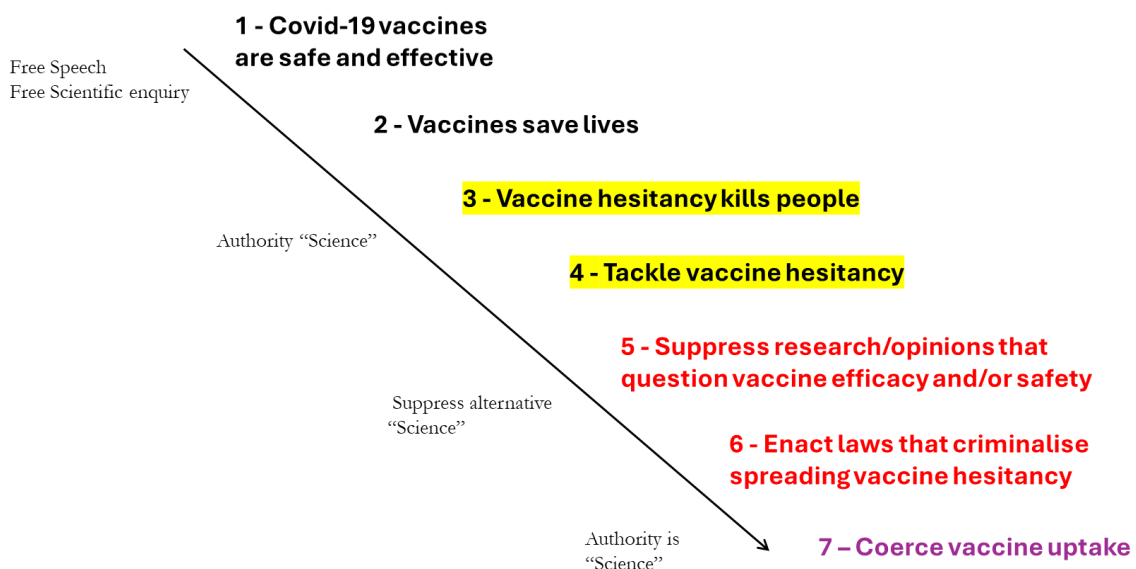 1 - Covid-19 vaccines
are safe and effective
Free Speech
Free Scientific enquiry
2 - Vaccines save lives
3 - Vaccine hesitancy kills people
Authority “Science”
4 - Tackle vaccine hesitancy
5 - Suppress research/opinions that
question vaccine efficacy and/or safety
Suppress alternative
“Science”
6 - Enact laws that criminalise
spreading vaccine hesitancy
Authority is
“Science”
7 – Coerce vaccine uptake